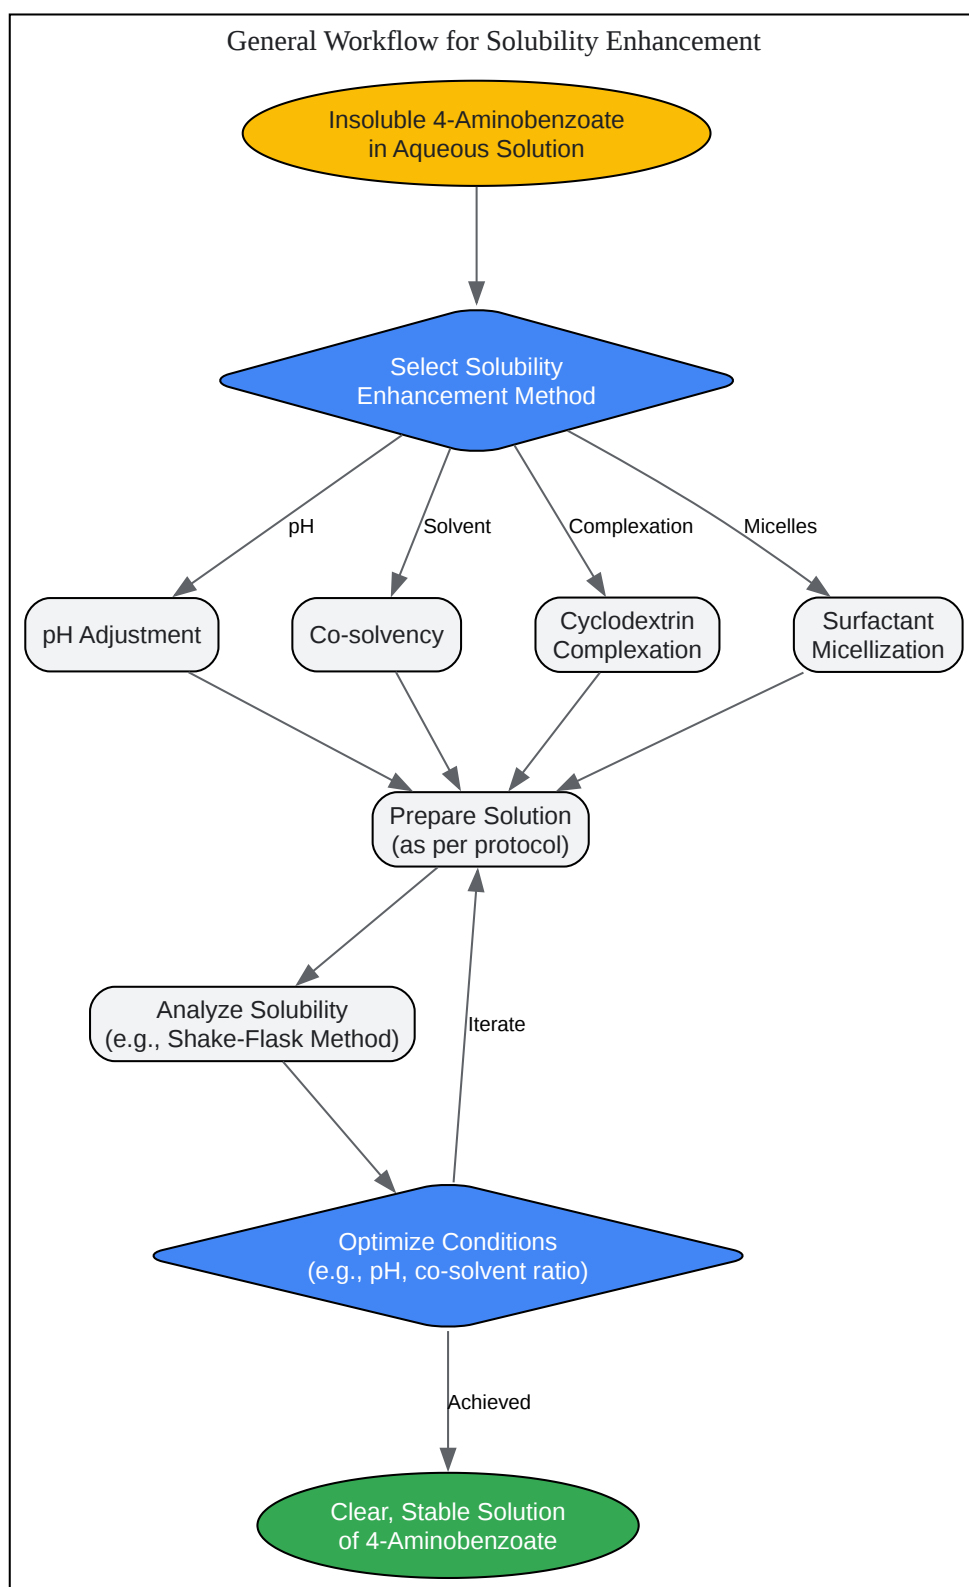 General Workflow for Solubility Enhancement
Insoluble 4-Aminobenzoate
in Aqueous Solution
Select Solubility
Enhancement Method
pH
Solvent
Complexation
Micelles
pH Adjustment
Co-solvency
Cyclodextrin
Complexation
Surfactant
Micellization
Prepare Solution
(as per protocol)
Analyze Solubility
(e.g., Shake-Flask Method)
Iterate
Optimize Conditions
(e.g., pH, co-solvent ratio)
Achieved
Clear, Stable Solution
of 4-Aminobenzoate